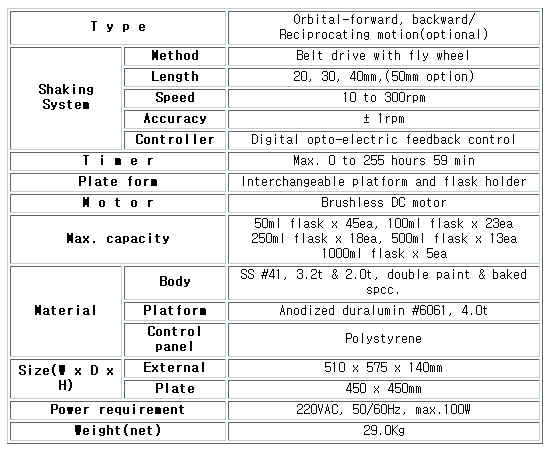 T y p e
Orbital-forward, backward/
Reciprocating motion(optional)
Shaking
System
Method
Belt drive with fly wheel
Length
20, 30, 40mm,(50mm option)
Speed
10 to 300rpm
Accuracy
± 1rpm
Controller
Digital opto-electric feedback control
T i m e r
Max. 0 to 255 hours 59 min
Plate form
Interchangeable platform and flask holder
M o t o r
Brushless DC motor
Max. capacity
50ml flask x 45ea, 100ml flask x 23ea
250ml flask x 18ea, 500ml flask x 13ea
1000ml flask x 5ea
Material
Body
SS #41, 3.2t & 2.0t, double paint & baked
spcc.
Platform
Anodized duralumin #6061, 4.0t
Control
panel
Polystyrene
Size(W x D x
H)
External
510 x 575 x 140mm
Plate
450 x 450mm
Power requirement
220VAC, 50/60Hz, max.100W
Weight(net)
29.0Kg